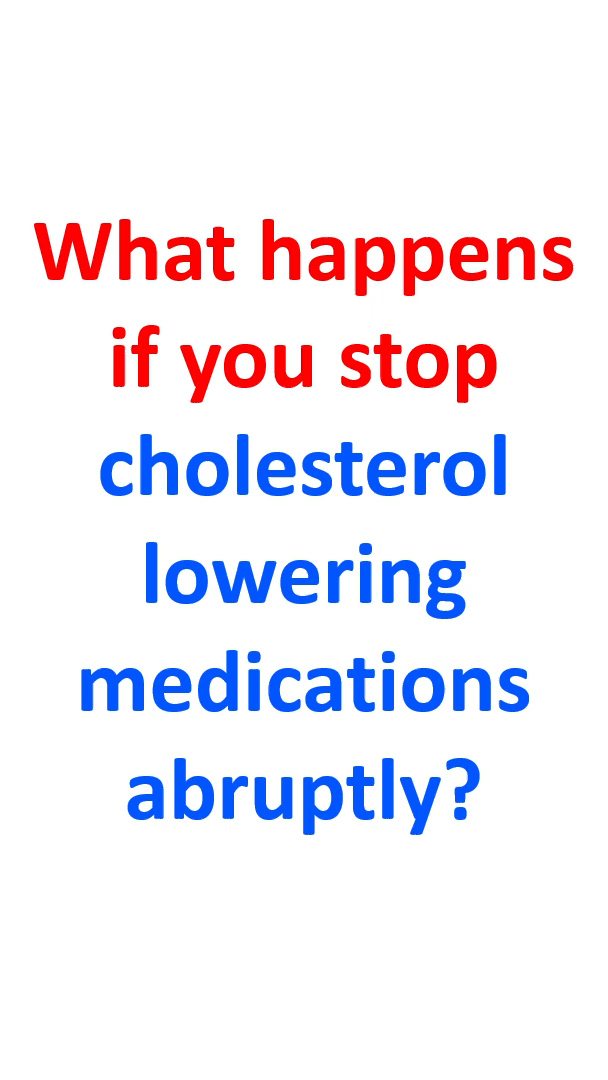 What happens
if you stop
cholesterol
lowering
medications
abruptly?